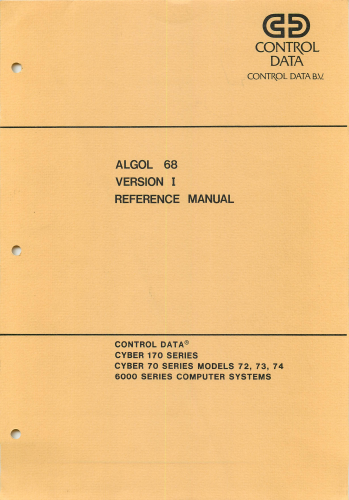 CONTROL
DATA
CONTROL DATA B.V.
ALGOL 68
VERSION I
REFERENCE MANUAL
CONTROL DATA®
CYBER 170 SERIES
CYBER 70 SERIES MODELS 72, 73, 74
6000 SERIES COMPUTER SYSTEMS